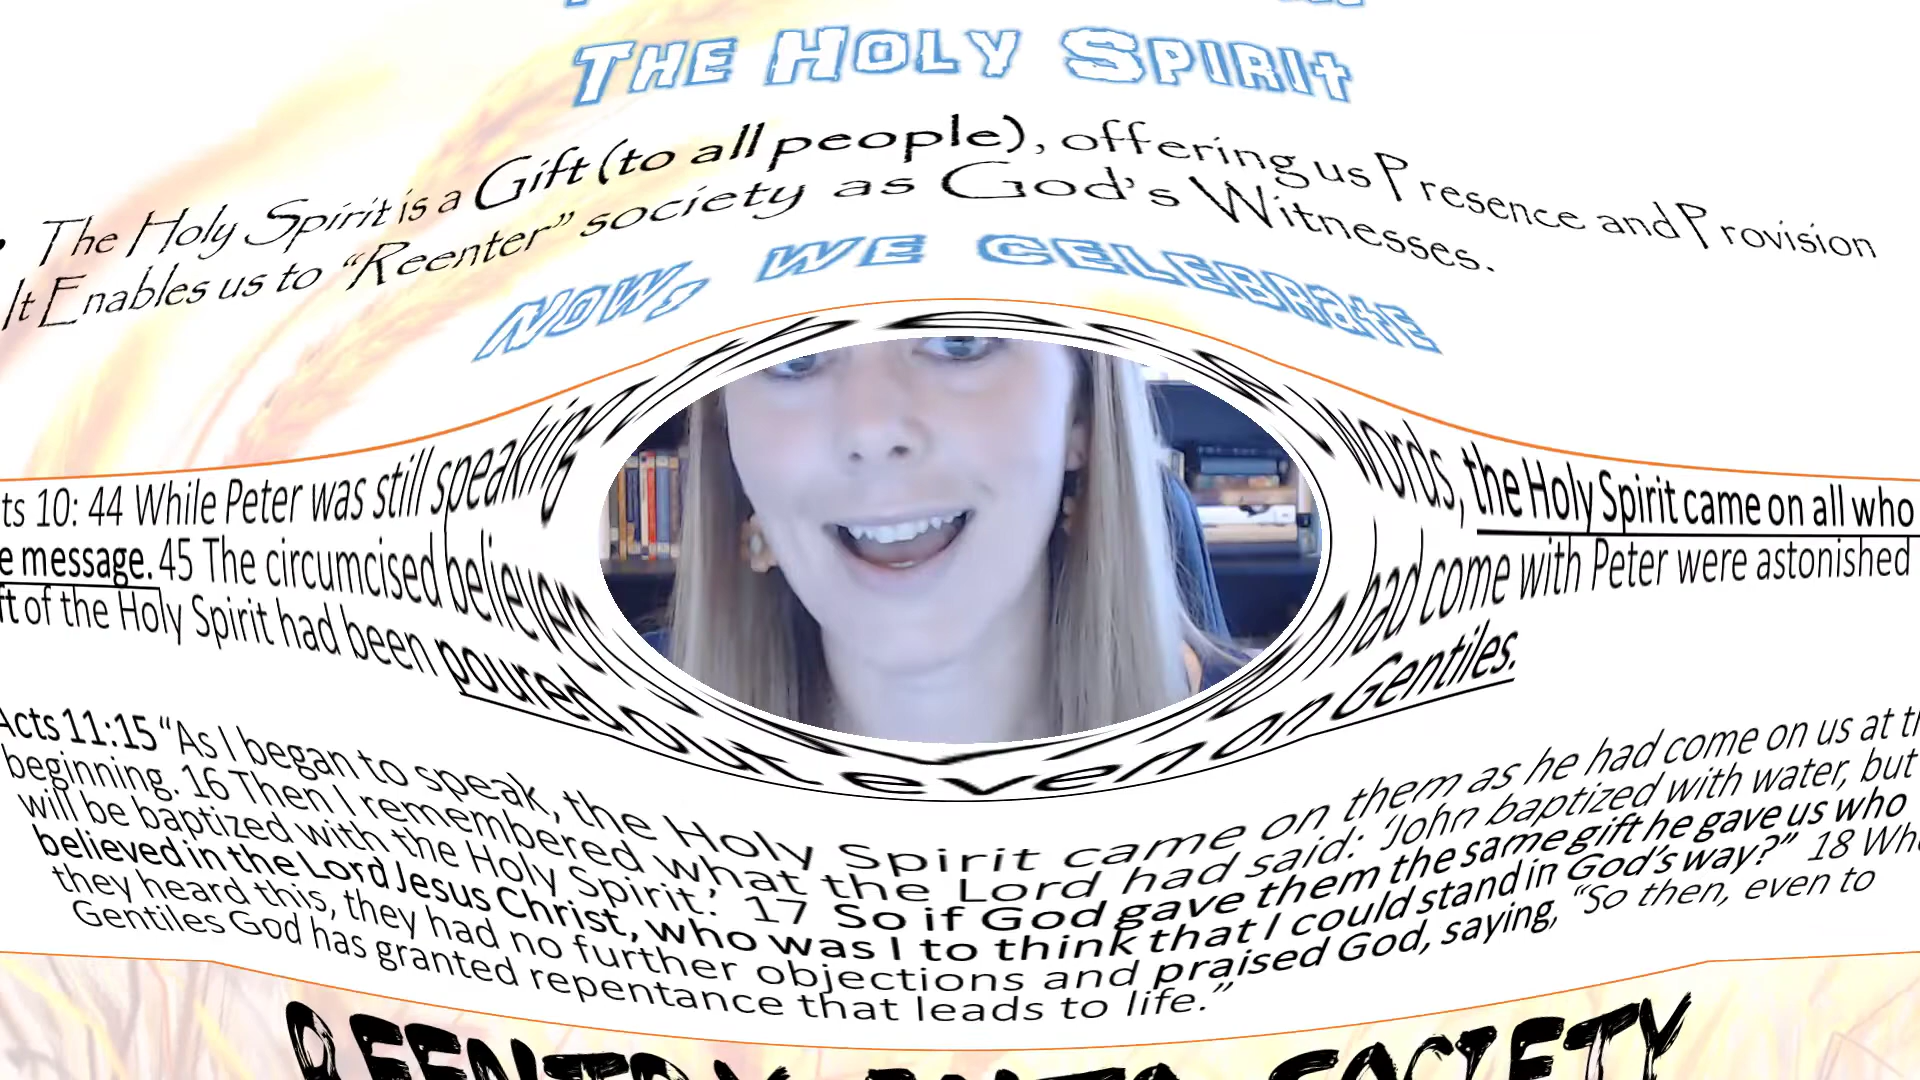 The Holy Spirit
• The Holy Spirit is a Gift (to all people), offering us Presence and Provision
It Enables us to “Reenter” society as God’s Witnesses.
Now, we celebrate
ts 10: 44 While Peter was still speaking words, the Holy Spirit came on all who
e message. 45 The circumcised believers had come with Peter were astonished
ft of the Holy Spirit had been poured out even on Gentiles.
Acts 11:15 “As I began to speak, the Holy Spirit came on them as he had come on us at th
beginning. 16 Then I remembered what the Lord had said: ‘John baptized with water, but
will be baptized with the Holy Spirit.’ 17 So if God gave them the same gift he gave us who
believed in the Lord Jesus Christ, who was I to think that I could stand in God’s way?” 18 Whe
they heard this, they had no further objections and praised God, saying, “So then, even to
Gentiles God has granted repentance that leads to life.”
REENTRY INTO SOCIETY